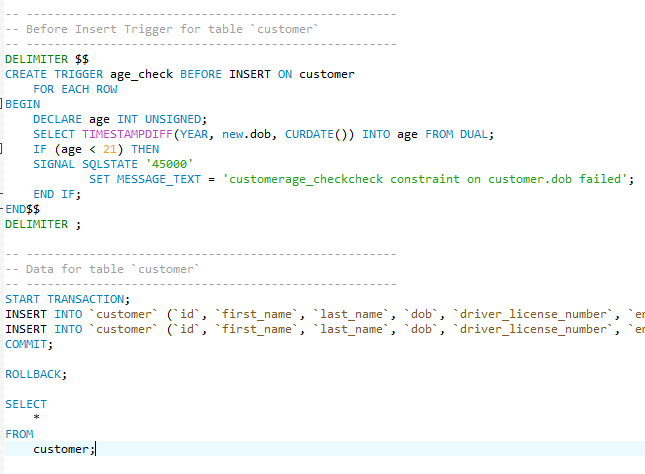 -- -----------------------------------------------------
-- Before Insert Trigger for table `customer`
-- -----------------------------------------------------
DELIMITER $$
CREATE TRIGGER age_check BEFORE INSERT ON customer
    FOR EACH ROW
BEGIN
    DECLARE age INT UNSIGNED;
    SELECT TIMESTAMPDIFF(YEAR, new.dob, CURDATE()) INTO age FROM DUAL;
    IF (age < 21) THEN
    SIGNAL SQLSTATE '45000'
            SET MESSAGE_TEXT = 'customerage_checkcheck constraint on customer.dob failed';
    END IF;
END$$
DELIMITER ;
-- -----------------------------------------------------
-- Data for table `customer`
-- -----------------------------------------------------
START TRANSACTION;
INSERT INTO `customer` (`id`, `first_name`, `last_name`, `dob`, `driver_license_number`, `em
INSERT INTO `customer` (`id`, `first_name`, `last_name`, `dob`, `driver_license_number`, `em
COMMIT;
ROLLBACK;
SELECT
    *
FROM
    customer;